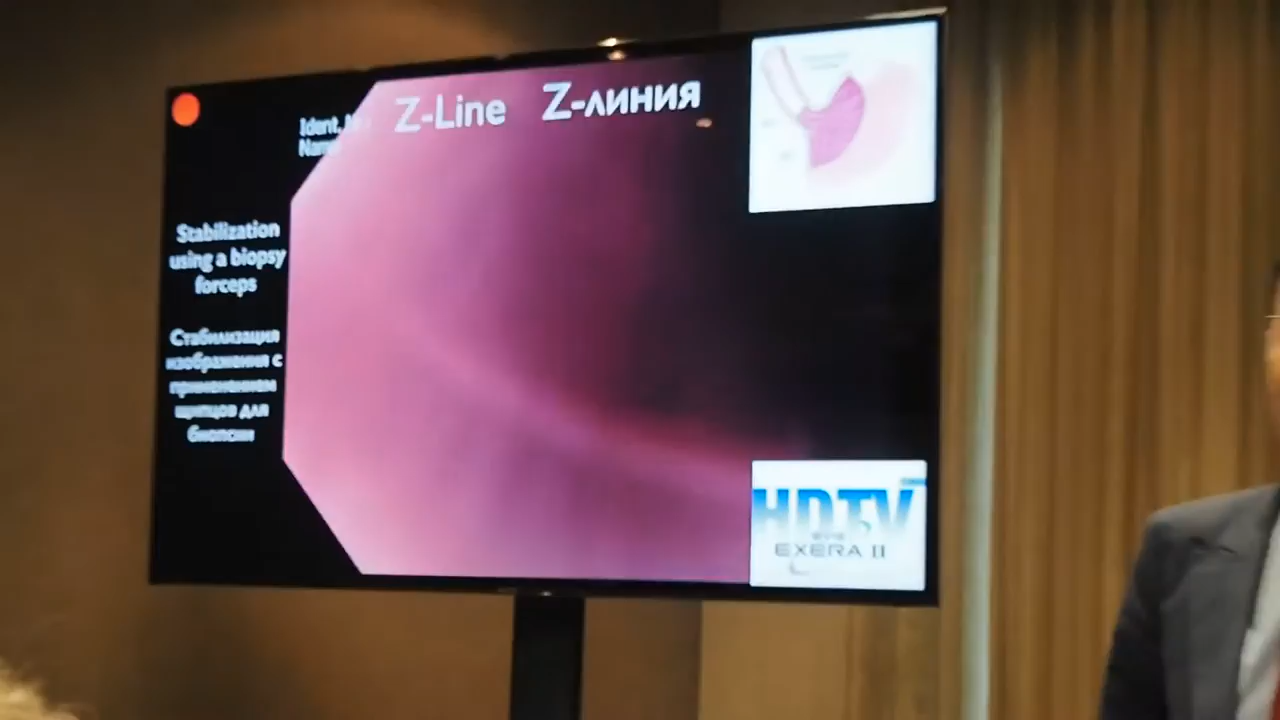 Z-Line Z-линия
Ident.
Name
Stabilization
using a biopsy
forceps
Стабилизация
изображения с
применением
щипцов для
биопсии
HDTV
EXERA II